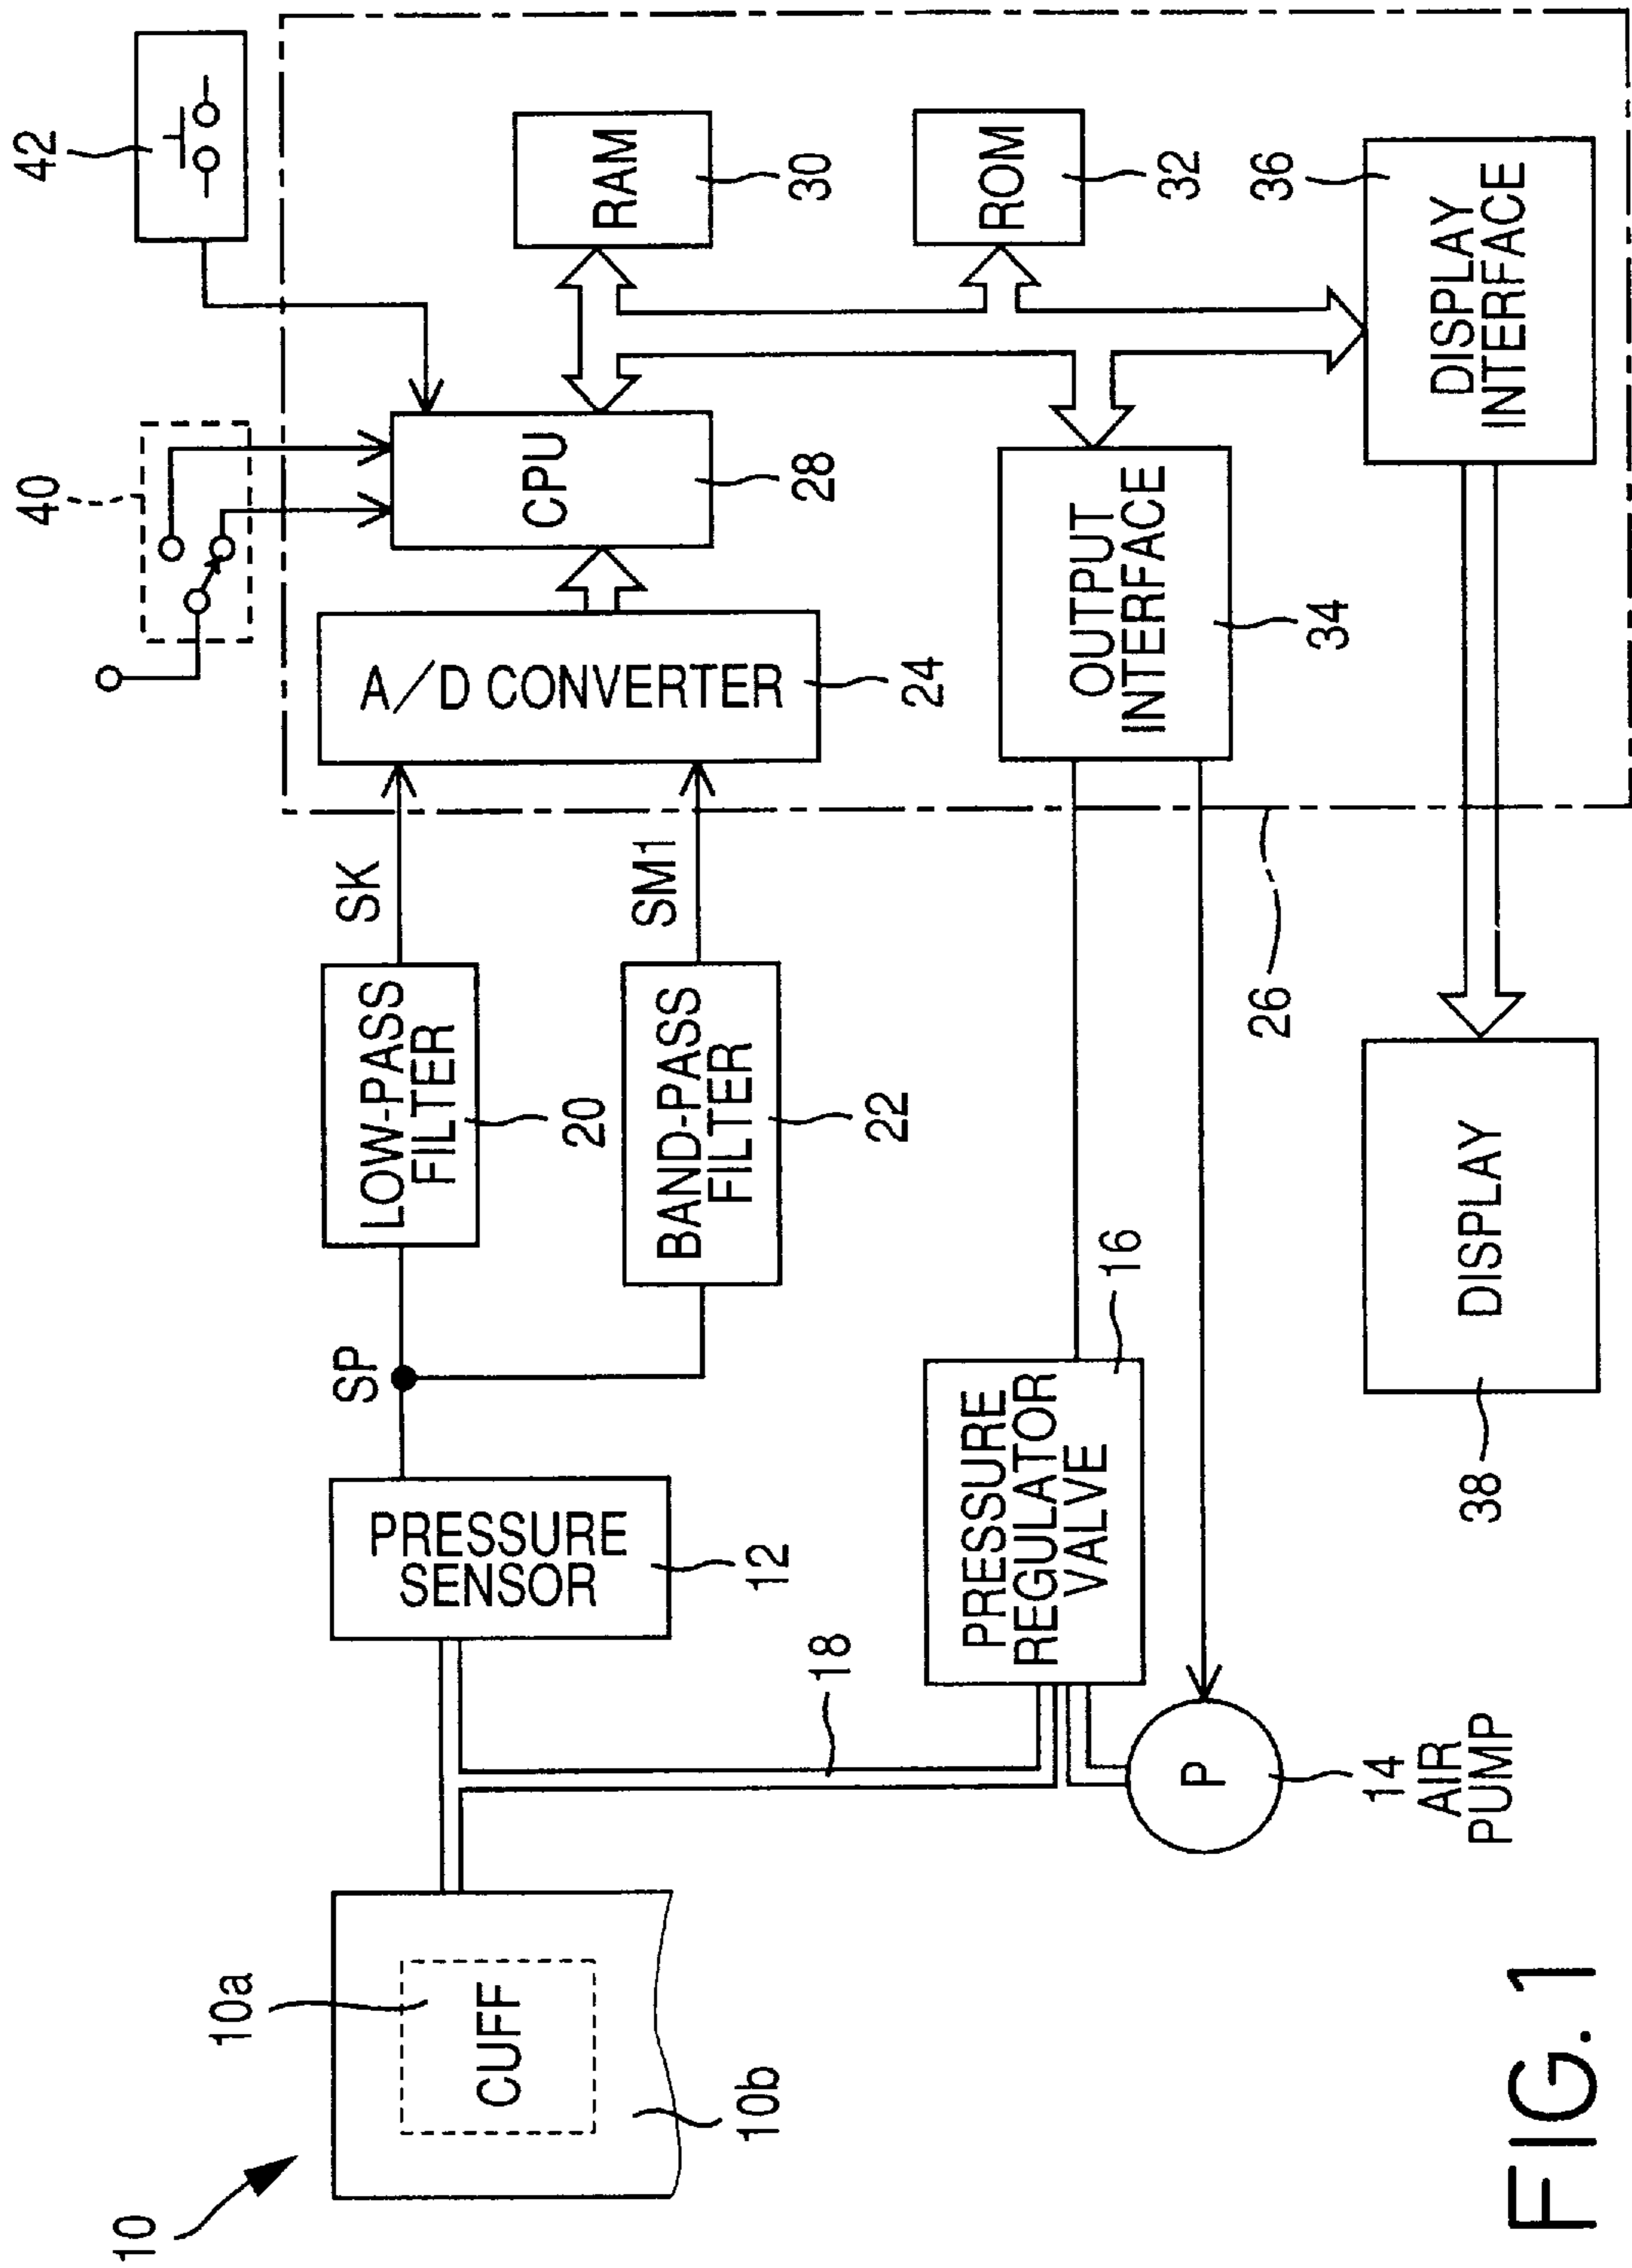 10
10a
CUFF
10b
PRESSURE
SENSOR
12
18
SP
LOW-PASS
FILTER
20
BAND-PASS
FILTER
22
SK
SM1
A/D CONVERTER
24
40
42
CPU
28
RAM
30
ROM
32
OUTPUT
INTERFACE
34
36
DISPLAY
INTERFACE
26
PRESSURE
REGULATOR
VALVE
16
P
14
AIR
PUMP
DISPLAY
38
FIG. 1